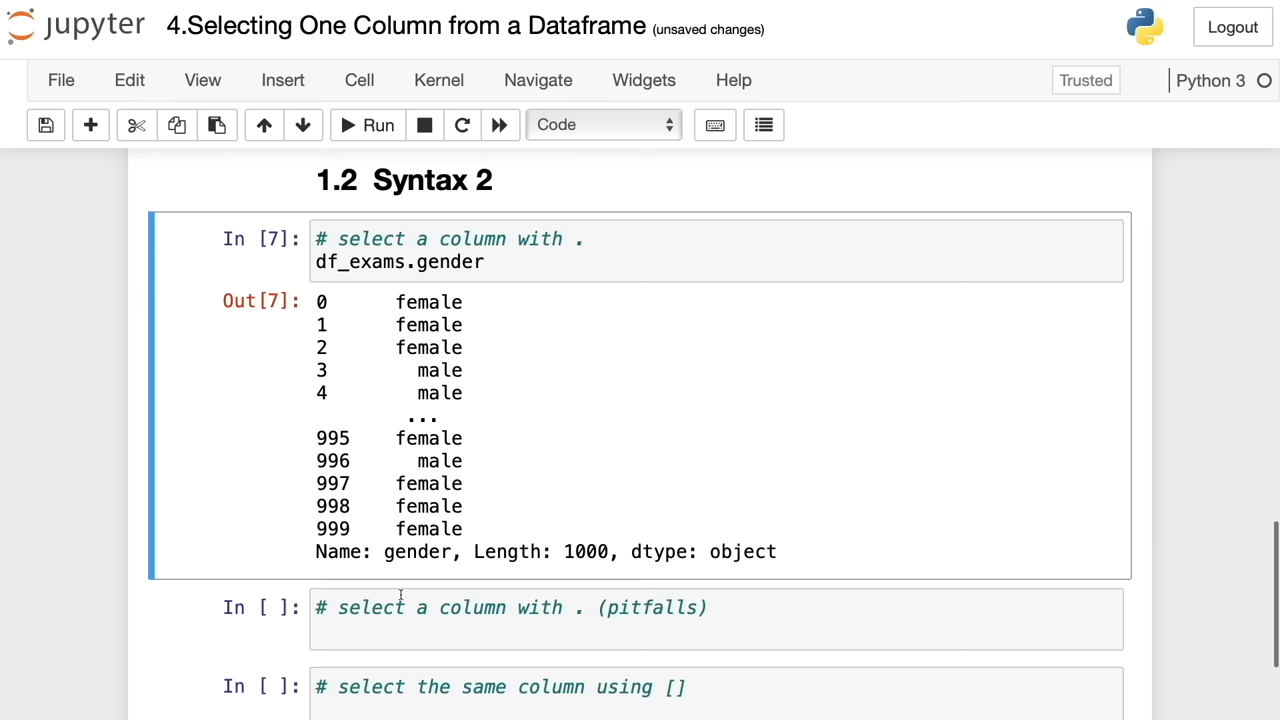 jupyter 4.Selecting One Column from a Dataframe (unsaved changes) Logout
File Edit View Insert Cell Kernel Navigate Widgets Help Trusted Python 3
Run Code
1.2 Syntax 2
In [7]: # select a column with .
df_exams.gender
Out[7]: 0 female
1 female
2 female
3 male
4 male
...
995 female
996 male
997 female
998 female
999 female
Name: gender, Length: 1000, dtype: object
In [ ]: # select a column with . (pitfalls)
In [ ]: # select the same column using []